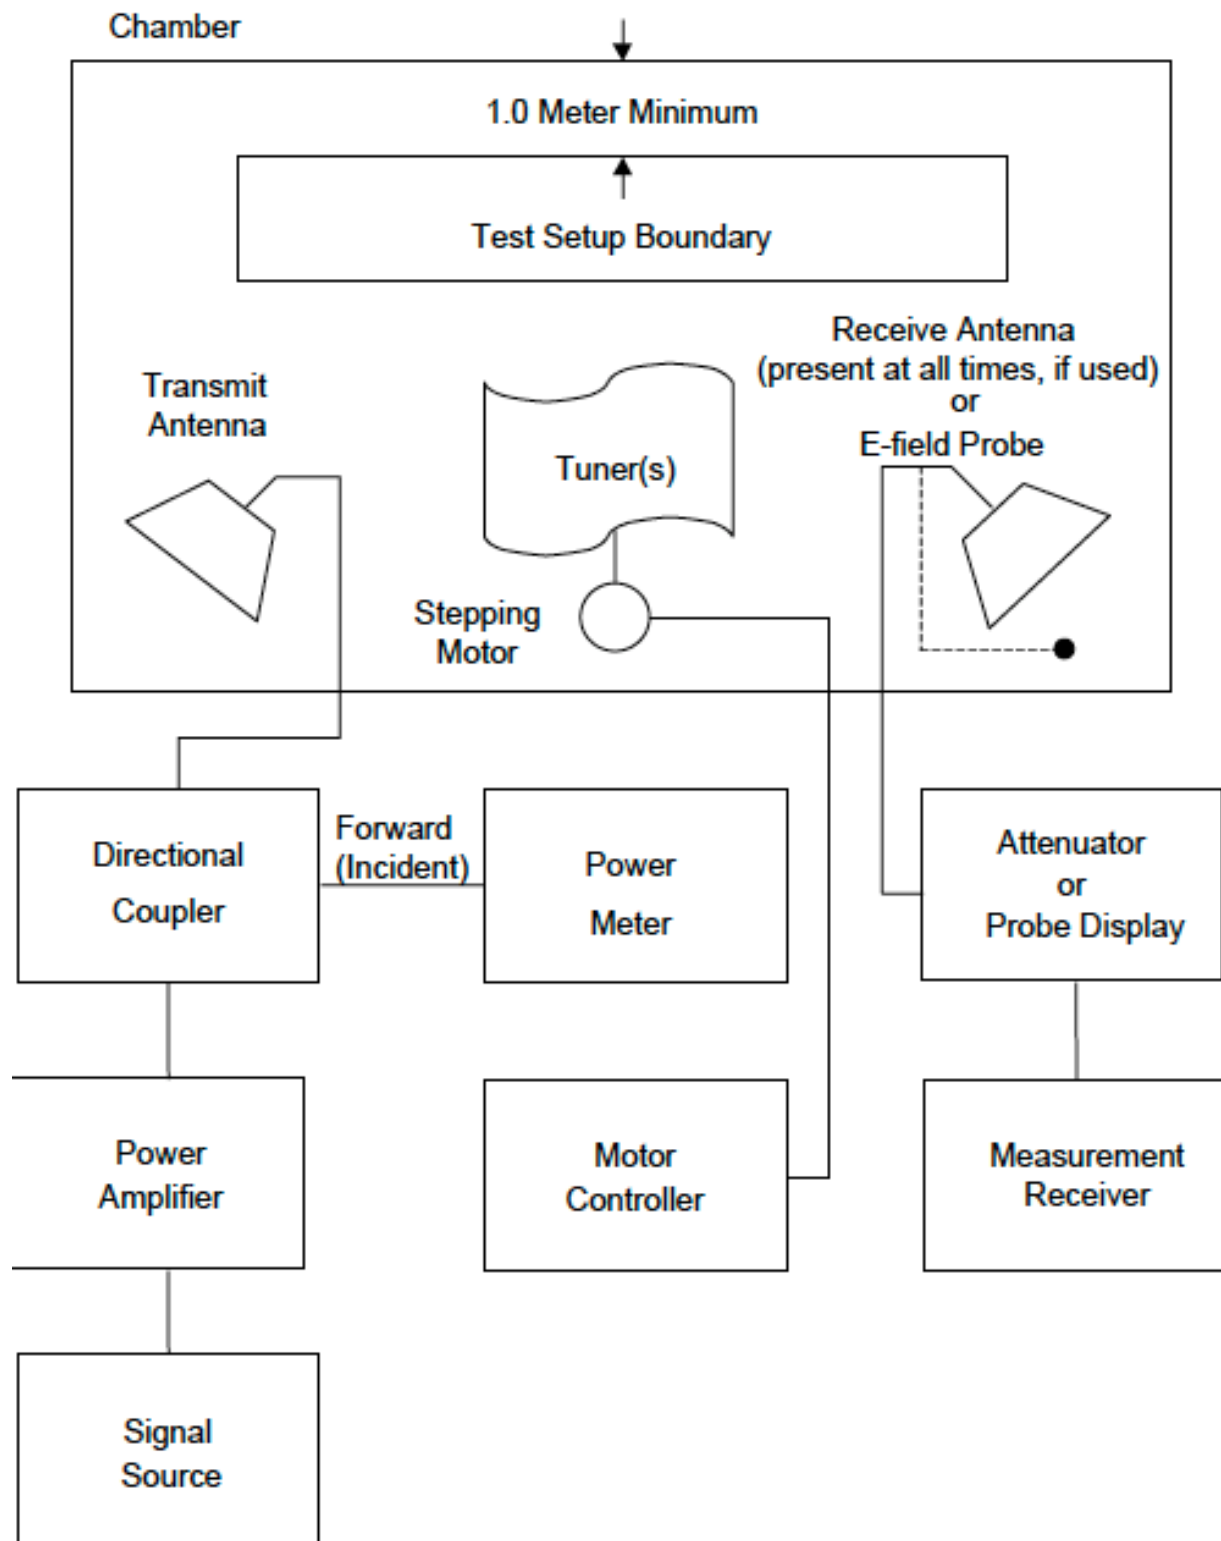 Chamber
1.0 Meter Minimum
Test Setup Boundary
Transmit
Antenna
Tuner(s)
Receive Antenna
(present at all times, if used)
or
E-field Probe
Stepping
Motor
Directional
Coupler
Forward
(Incident)
Power
Meter
Attenuator
or
Probe Display
Power
Amplifier
Motor
Controller
Measurement
Receiver
Signal
Source